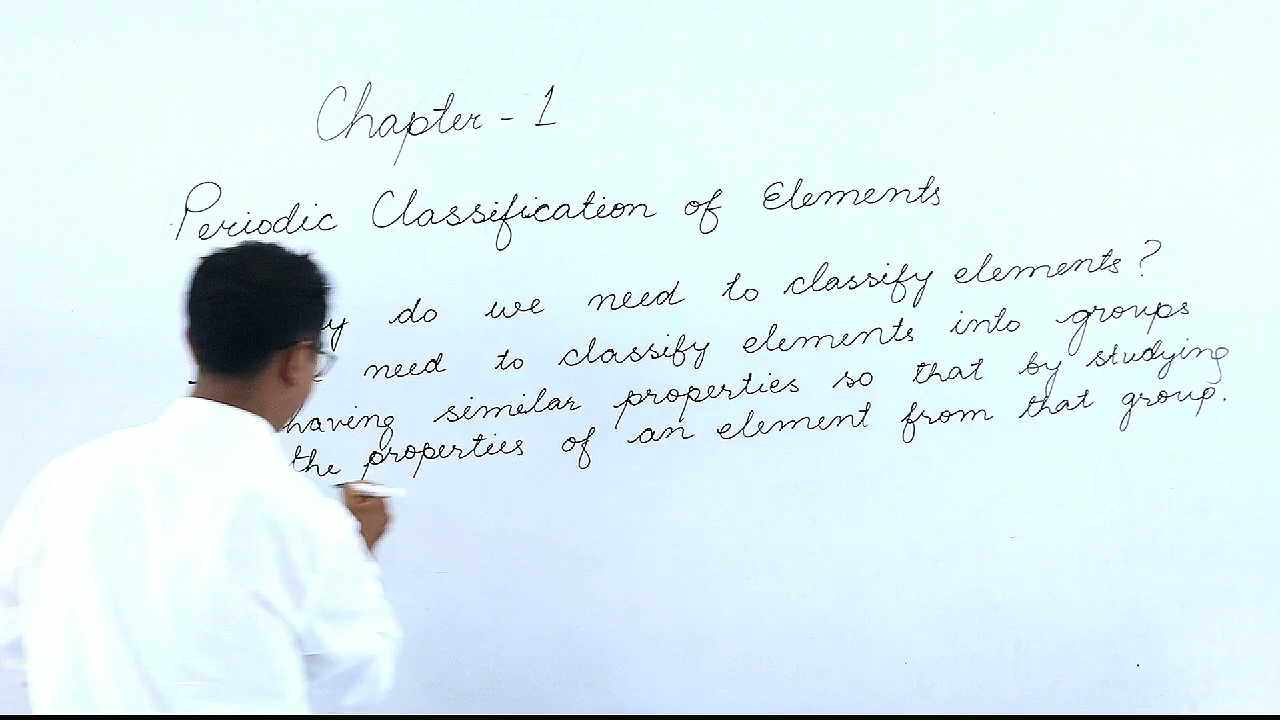 Chapter - 1
Periodic Classification of Elements
do we need to classify elements?
need to classify elements into groups
having similar properties so that by studying
the properties of an element from that group.